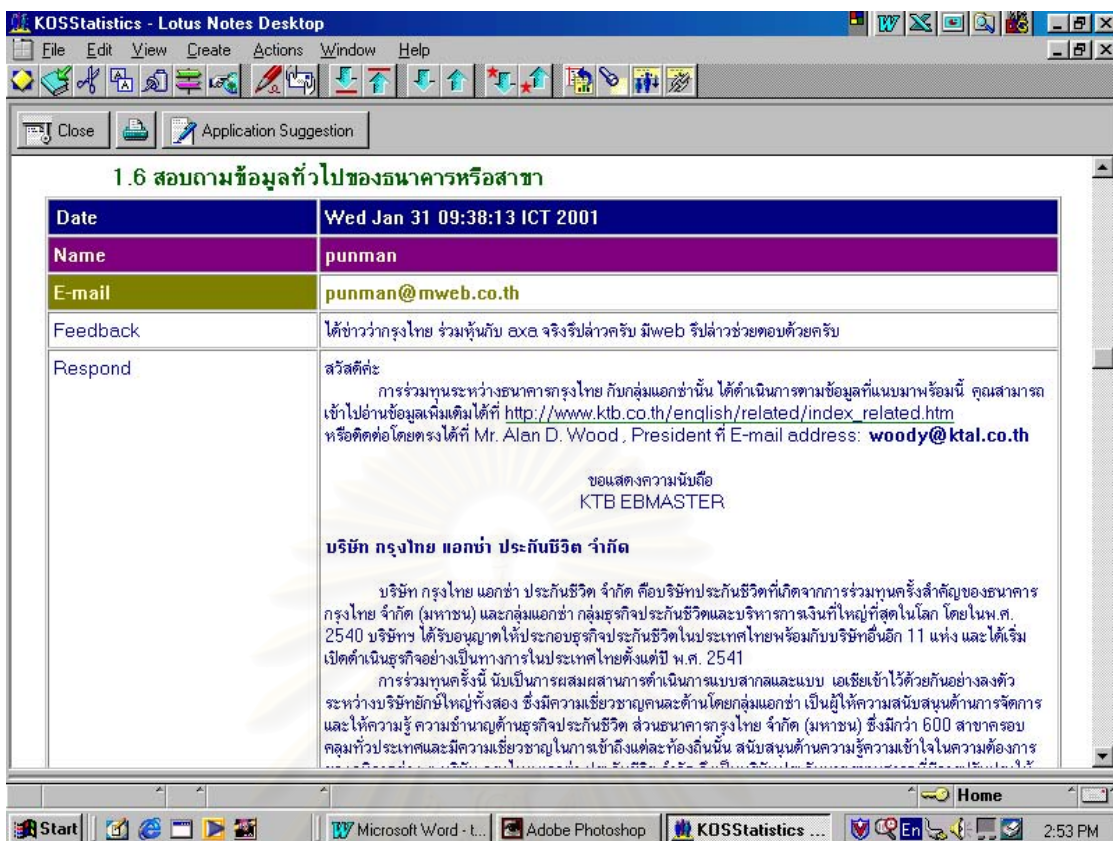 KOSStatistics - Lotus Notes Desktop
File Edit View Create Actions Window Help
Close Application Suggestion
1.6 สอบถามข้อมูลทั่วไปของธนาคารหรือสาขา
Date Wed Jan 31 09:38:13 ICT 2001
Name punman
E-mail punman@mweb.co.th
Feedback ได้ข่าวว่ากรุงไทย ร่วมหุ้นกับ axa จริงรึปล่าวครับ มีweb รึปล่าวช่วยตอบด้วยครับ
Respond สวัสดีค่ะ
การร่วมทุนระหว่างธนาคารกรุงไทย กับกลุ่มแอกซ่านั้น ได้ดำเนินการตามข้อมูลที่แนบมาพร้อมนี้ คุณสามารถ
เข้าไปอ่านข้อมูลเพิ่มเติมได้ที่ http://www.ktb.co.th/english/related/index_related.htm
หรือติดต่อโดยตรงได้ที่ Mr. Alan D. Wood , President ที่ E-mail address: woody@ktal.co.th
ขอแสดงความนับถือ
KTB EBMASTER
บริษัท กรุงไทย แอกซ่า ประกันชีวิต จำกัด
บริษัท กรุงไทย แอกซ่า ประกันชีวิต จำกัด คือบริษัทประกันชีวิตที่เกิดจากการร่วมทุนครั้งสำคัญของธนาคาร
กรุงไทย จำกัด (มหาชน) และกลุ่มแอกซ่า กลุ่มธุรกิจประกันชีวิตและบริหารการเงินที่ใหญ่ที่สุดในโลก โดยในพ.ศ.
2540 บริษัทฯ ได้รับอนุญาตให้ประกอบธุรกิจประกันชีวิตในประเทศไทยพร้อมกับบริษัทอื่นอีก 11 แห่ง และได้เริ่ม
เปิดดำเนินธุรกิจอย่างเป็นทางการในประเทศไทยตั้งแต่ปี พ.ศ. 2541
การร่วมทุนครั้งนี้ นับเป็นการผสมผสานการดำเนินการแบบสากลและแบบ เอเชียเข้าไว้ด้วยกันอย่างลงตัว
ระหว่างบริษัทยักษ์ใหญ่ทั้งสอง ซึ่งมีความเชี่ยวชาญคนละด้านโดยกลุ่มแอกซ่า เป็นผู้ให้ความสนับสนุนด้านการจัดการ
และให้ความรู้ ความชำนาญด้านธุรกิจประกันชีวิต ส่วนธนาคารกรุงไทย จำกัด (มหาชน) ซึ่งมีกว่า 600 สาขาครอบ
คลุมทั่วประเทศและมีความเชี่ยวชาญในการเข้าถึงแต่ละท้องถิ่นนั้น สนับสนุนด้านความรู้ความเข้าใจในความต้องการ
Home
Start Microsoft Word - t... Adobe Photoshop KOSStatistics ... En 2:53 PM